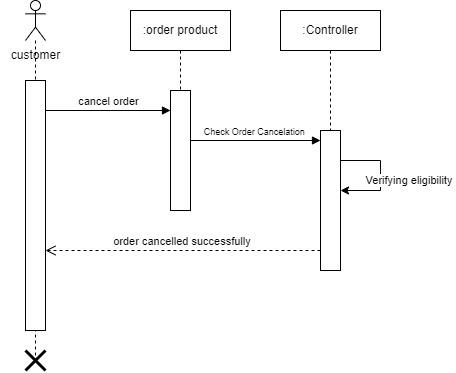 :order product
:Controller
customer
cancel order
Check Order Cancelation
Verifying eligibility
order cancelled successfully